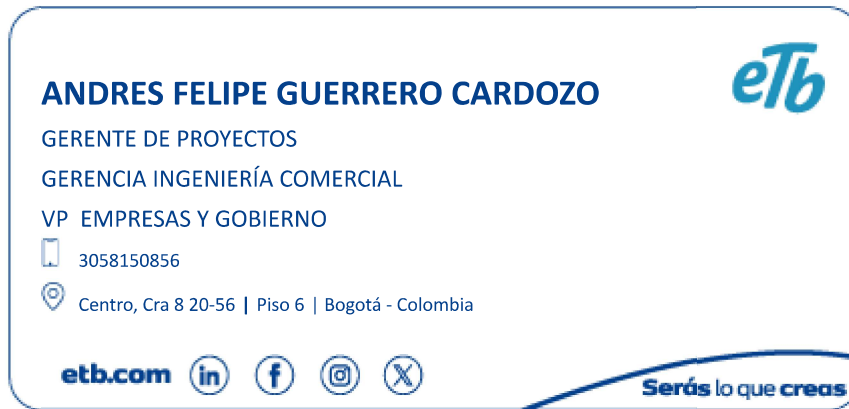 eTb
ANDRES FELIPE GUERRERO CARDOZO
GERENTE DE PROYECTOS
GERENCIA INGENIERÍA COMERCIAL
VP EMPRESAS Y GOBIERNO
3058150856
Centro, Cra 8 20-56 | Piso 6 | Bogotá - Colombia
etb.com in f X
Serás lo que creas